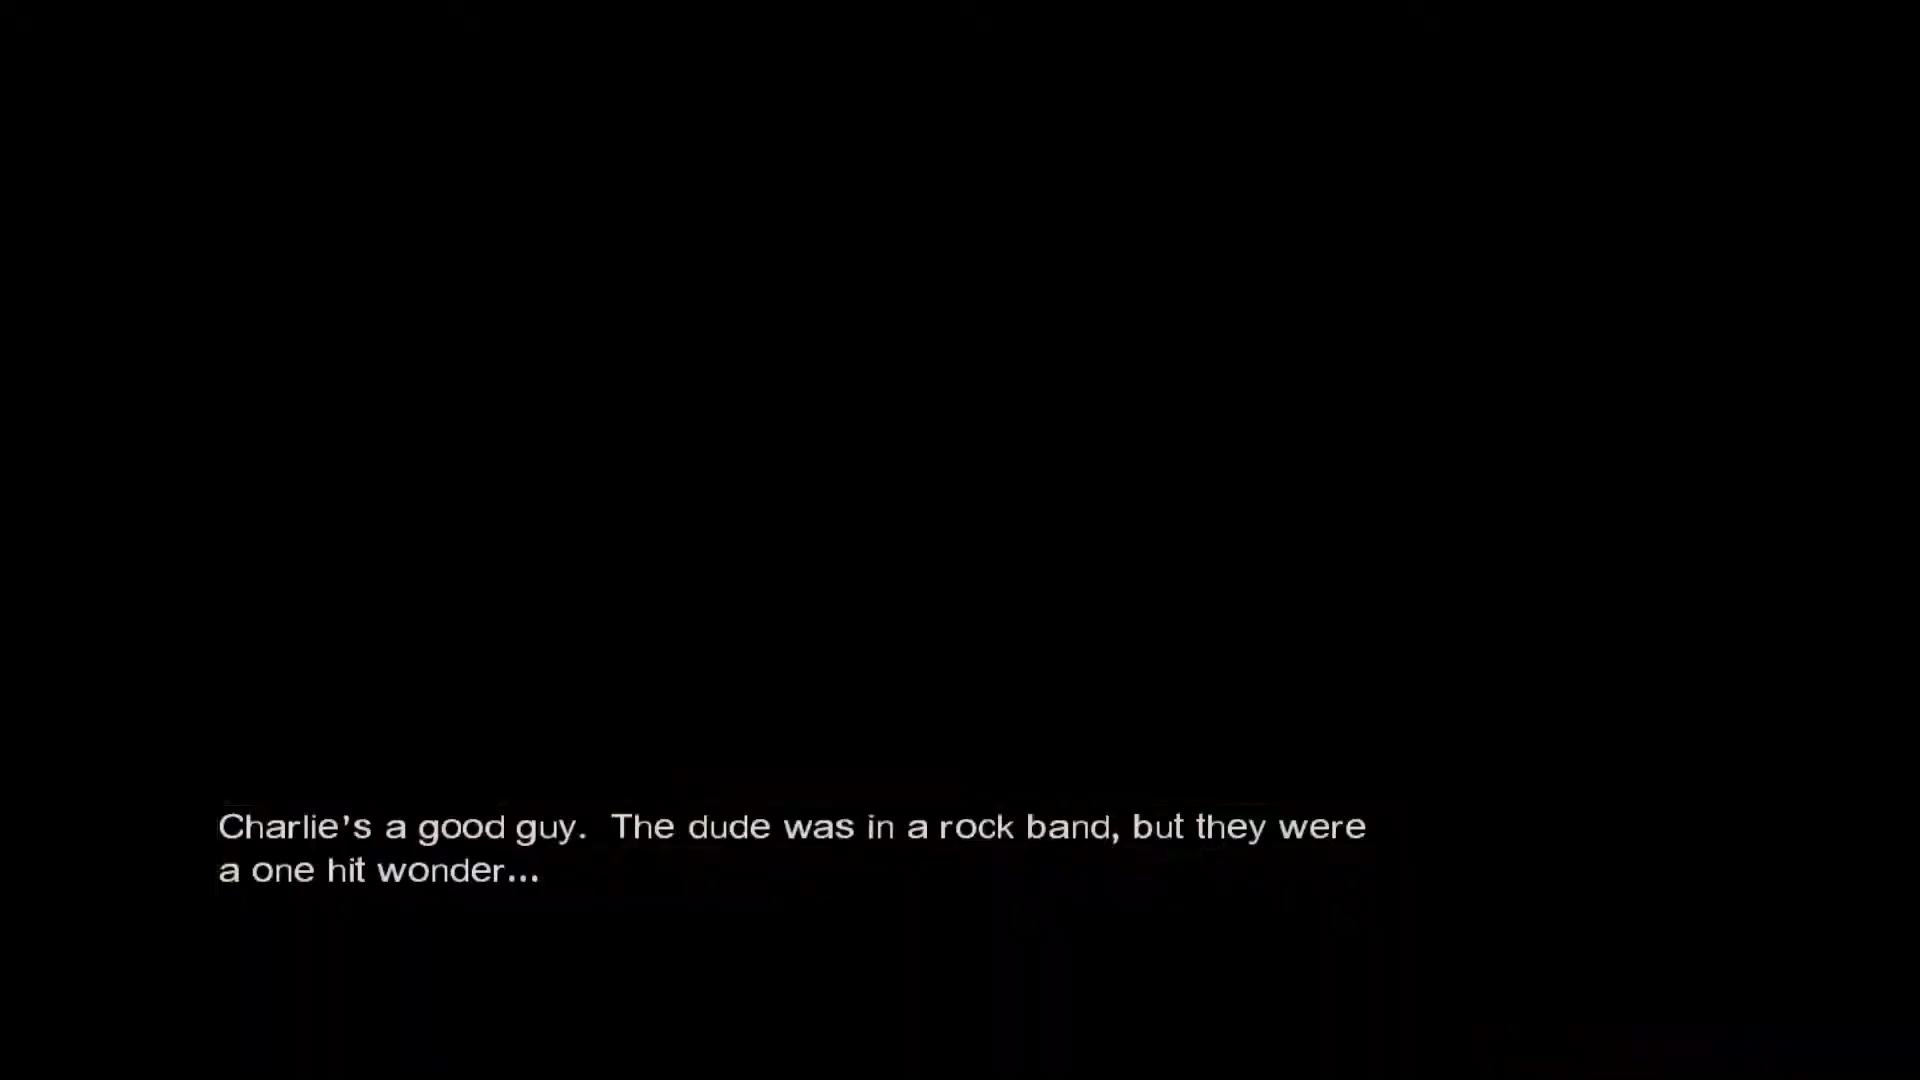 Charlie's a good guy.  The dude was in a rock band, but they were
a one hit wonder...